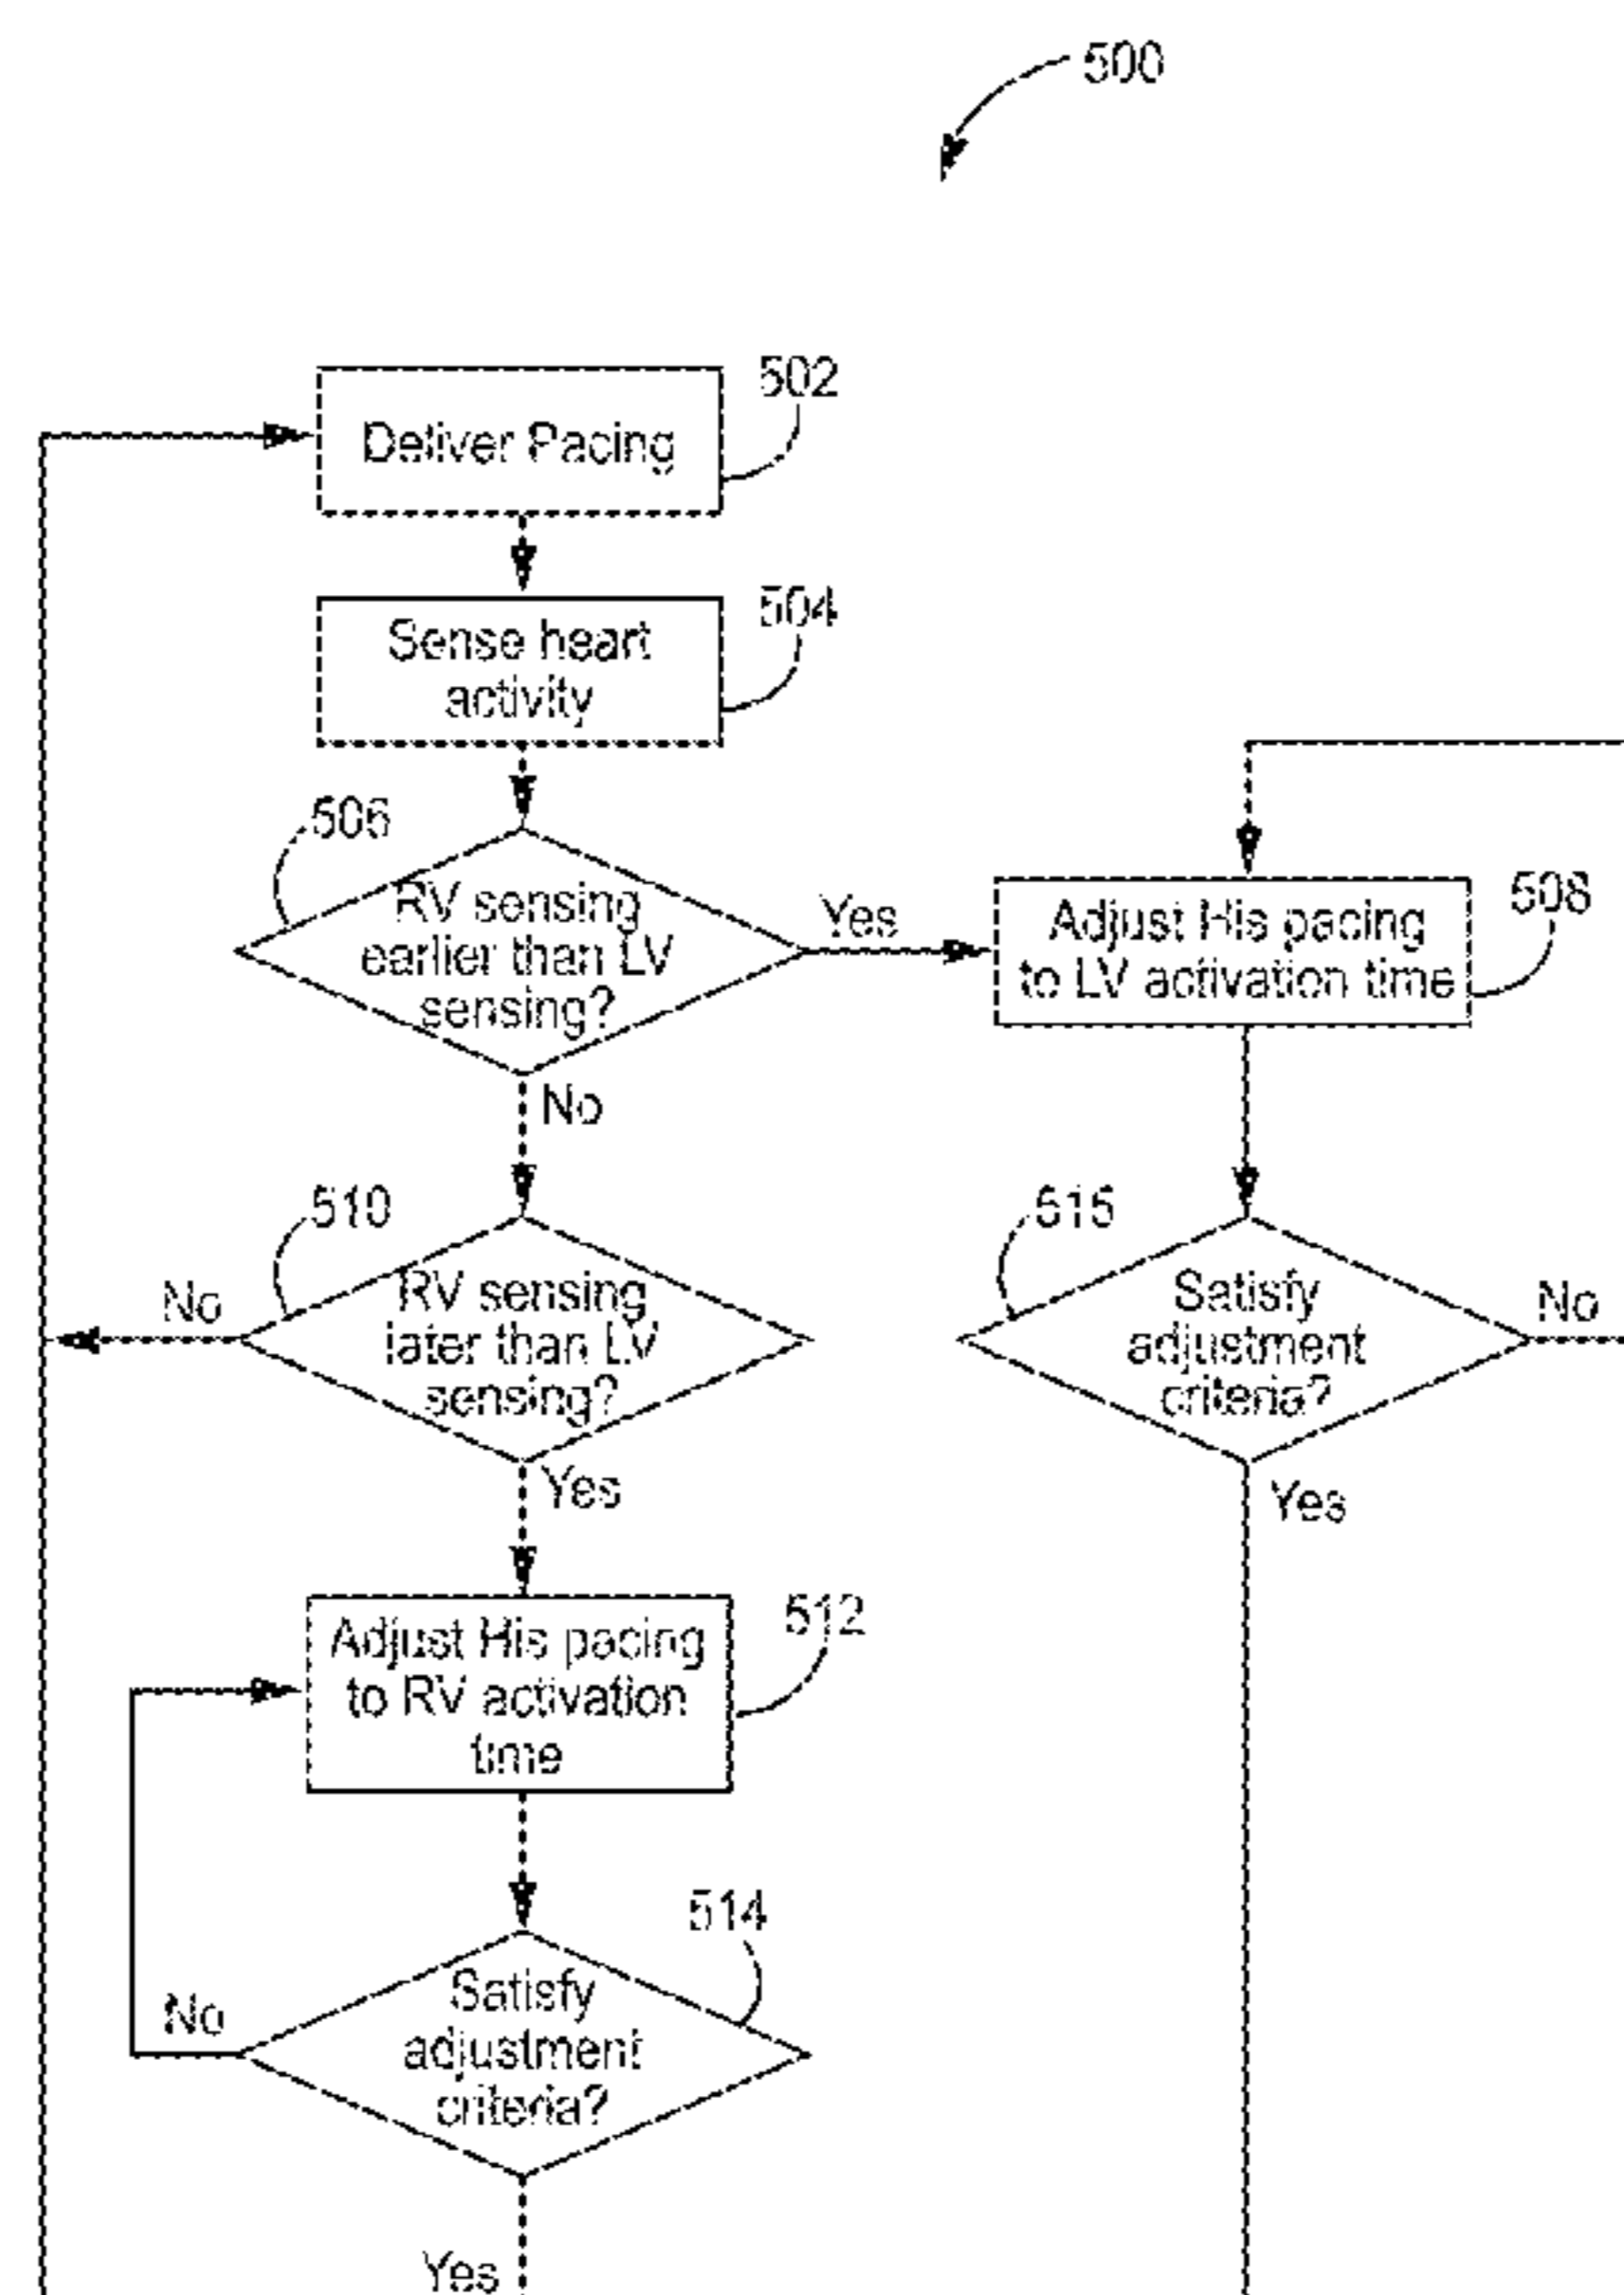 500
502
Deliver Pacing
504
Sense heart
activity
506
RV sensing
earlier than LV
sensing?
Yes
508
Adjust His pacing
to LV activation time
No
510
RV sensing
later than LV
sensing?
No
Yes
515
Satisfy
adjustment
criteria?
No
Yes
512
Adjust His pacing
to RV activation
time
514
Satisfy
adjustment
criteria?
No
Yes